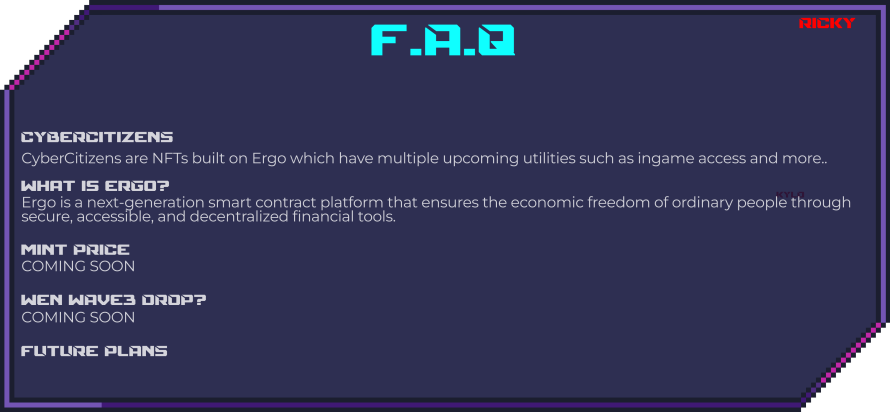 F.A.Q
RICKY
CYBERCITIZENS
CyberCitizens are NFTs built on Ergo which have multiple upcoming utilities such as ingame access and more..
WHAT IS ERGO?
Ergo is a next-generation smart contract platform that ensures the economic freedom of ordinary people through
secure, accessible, and decentralized financial tools.
MINT PRICE
COMING SOON
WEN WAVE3 DROP?
COMING SOON
FUTURE PLANS